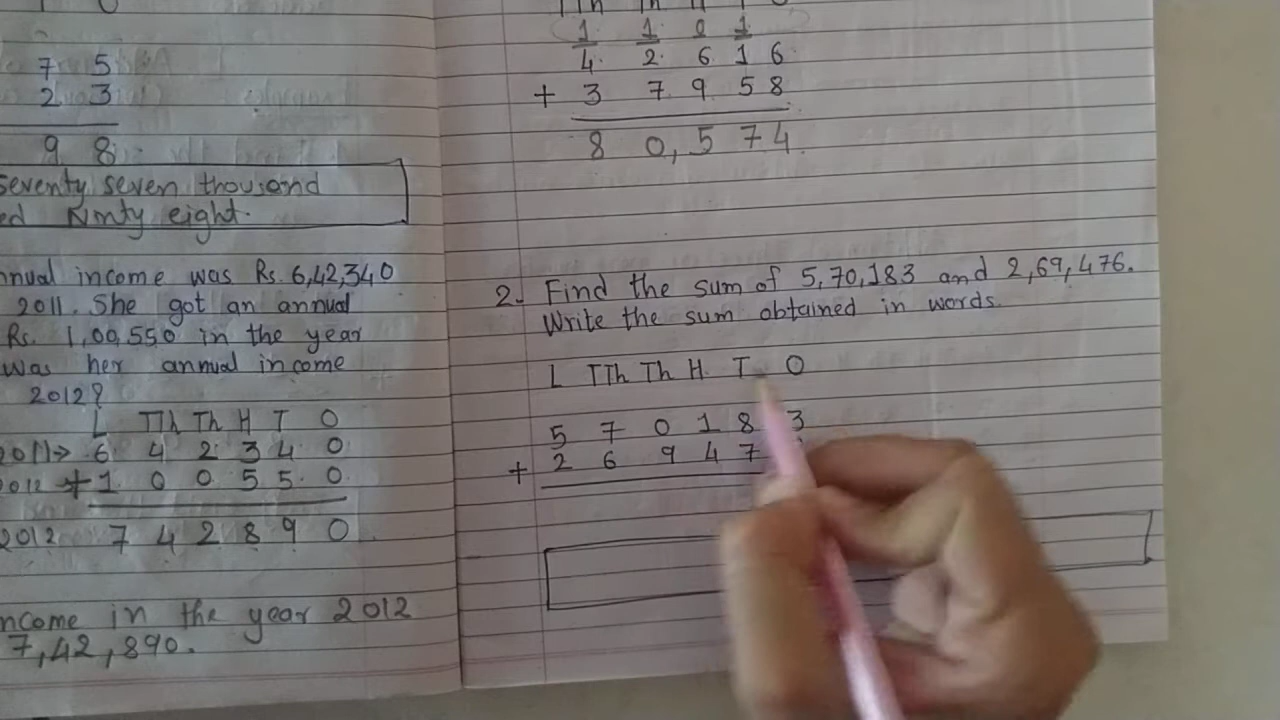 7 5
2 3
9 8
Seventy seven thousand
ed Ninty eight.
nnual income was Rs. 6,42,340
2011. She got an annual
Rs. 1,00,550 in the year
was her annual income
2012?
L TTh Th H T O
2011→ 6 4 2 3 4 0
2012 + 1 0 0 5 5 0
2012 7 4 2 8 9 0
ncome in the year 2012
7,42,890.
1 1 0 1
4 2 6 1 6
+ 3 7 9 5 8
8 0, 5 7 4
2. Find the sum of 5,70,183 and 2,69,476.
Write the sum obtained in words.
L TTh Th H T O
5 7 0 1 8 3
+ 2 6 9 4 7